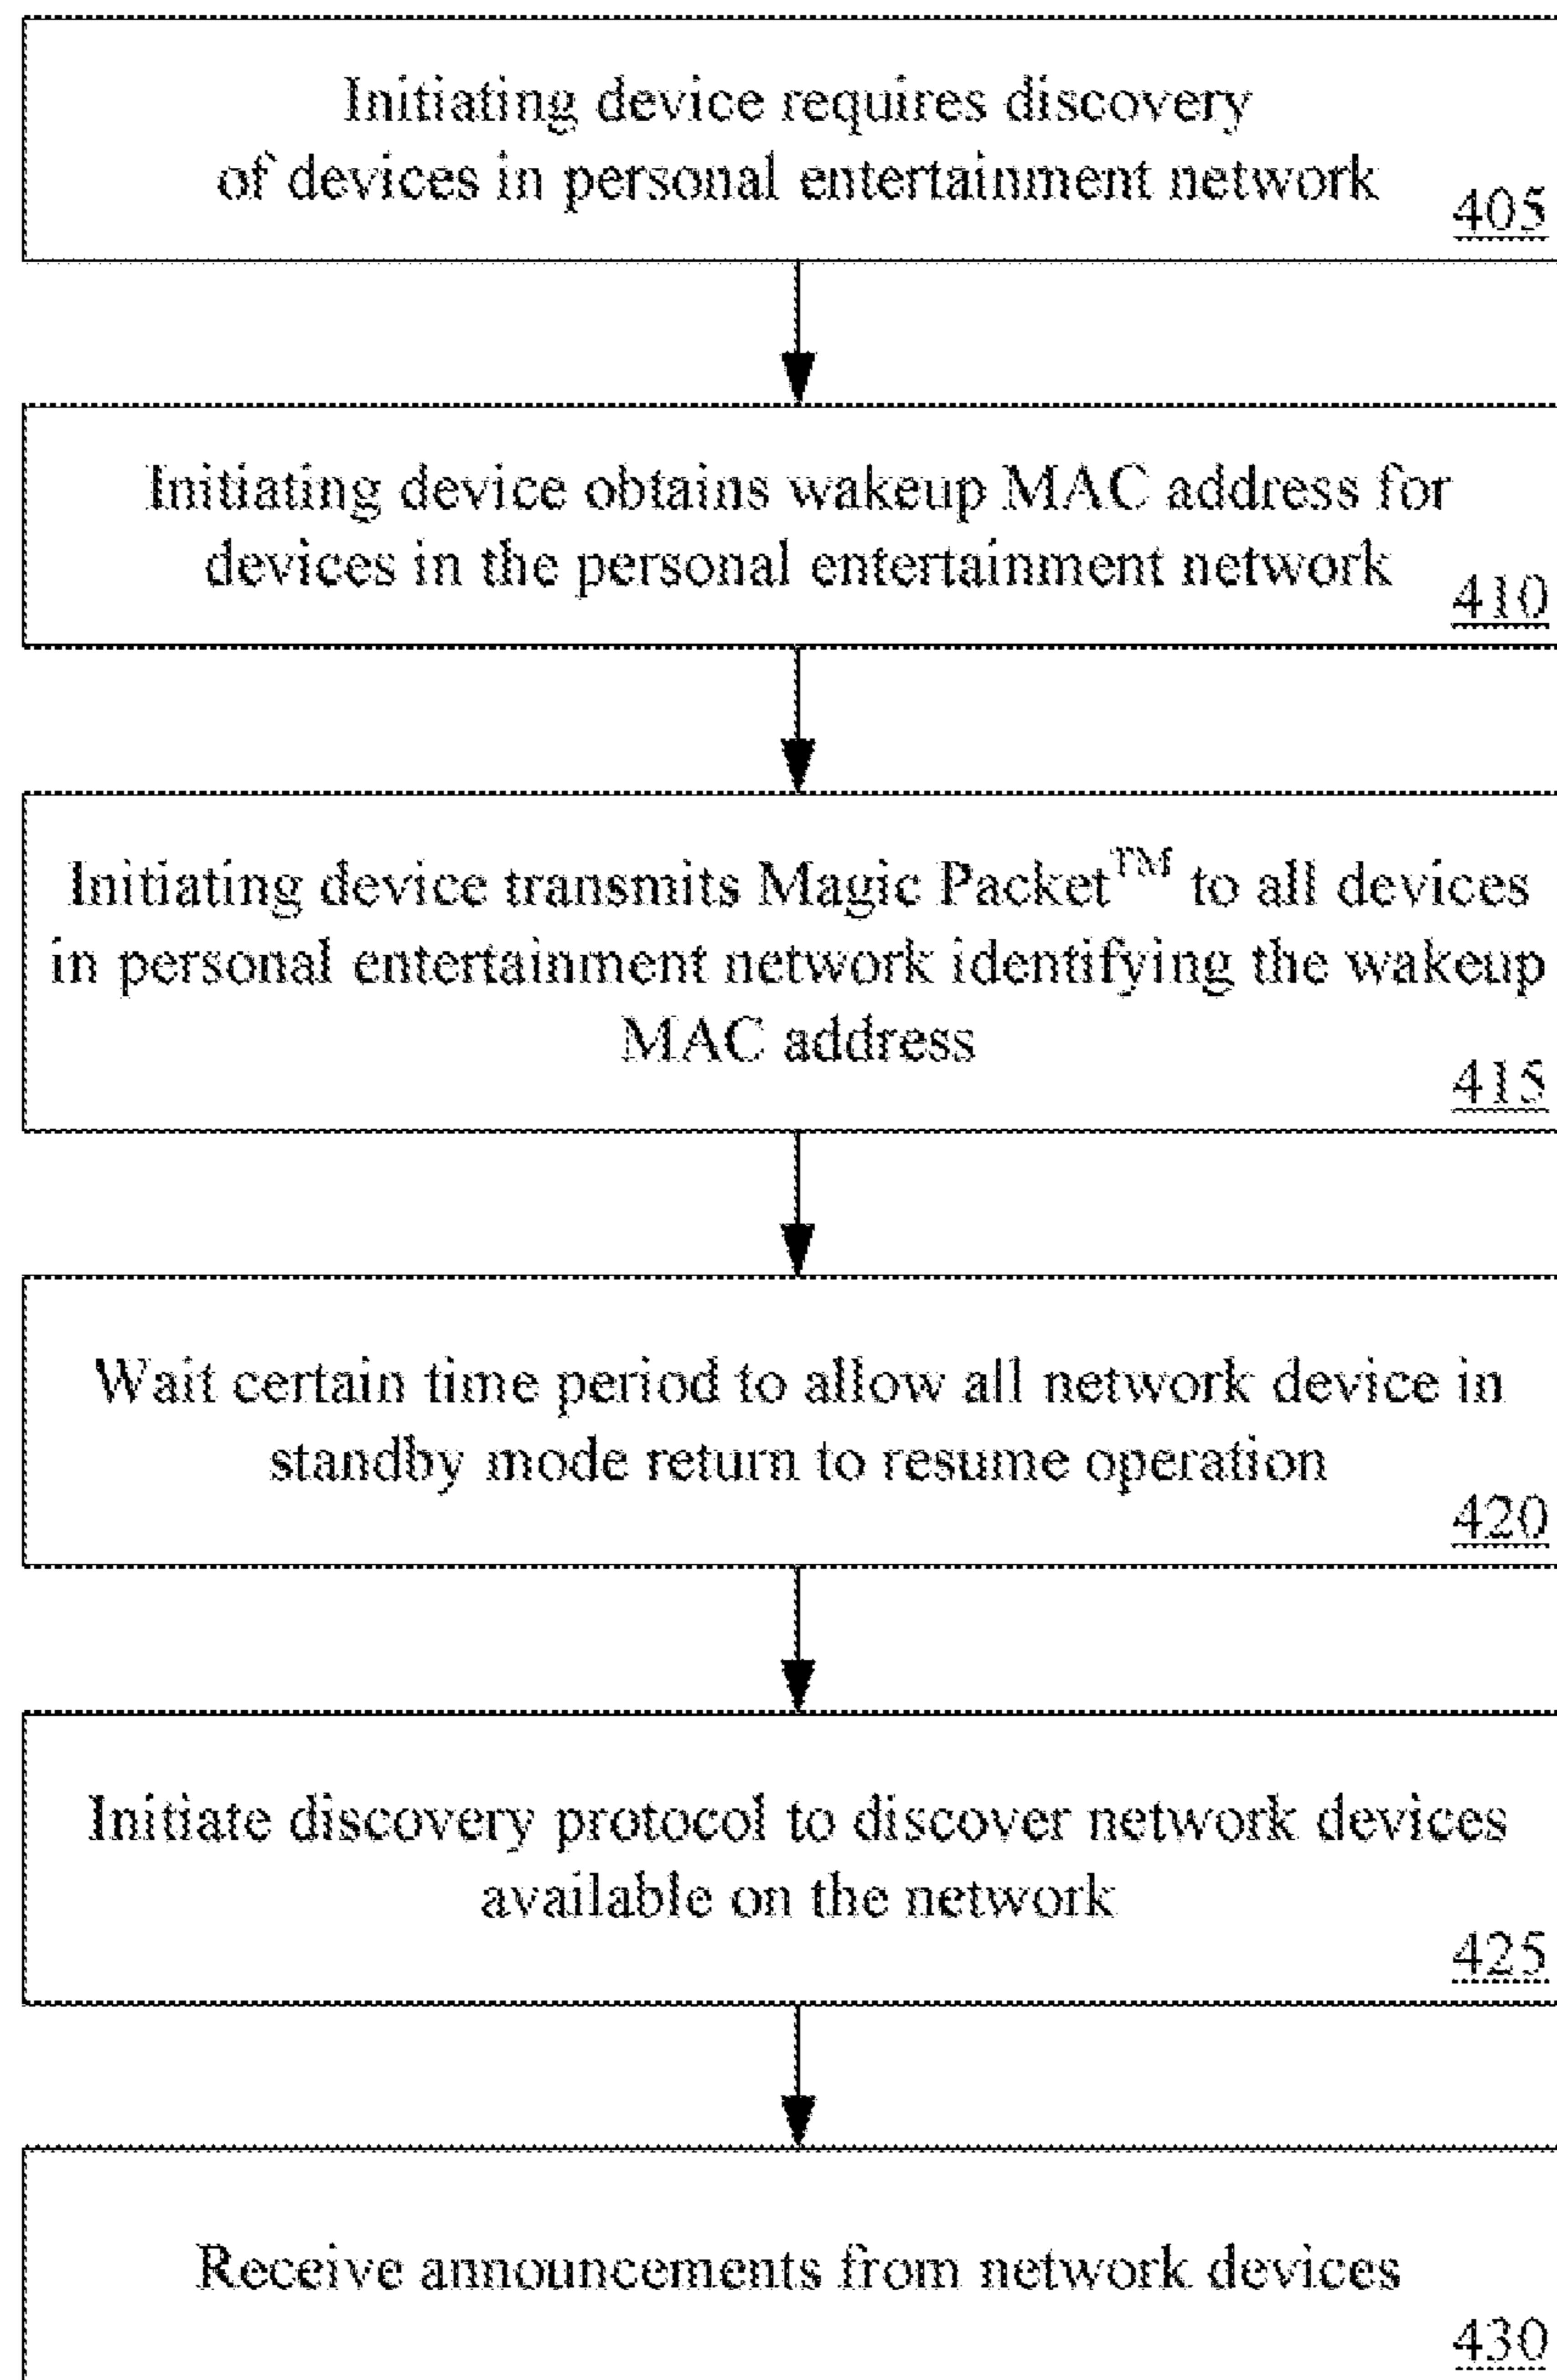 Initiating device requires discovery
of devices in personal entertainment network
405
Initiating device obtains wakeup MAC address for
devices in the personal entertainment network
410
Initiating device transmits Magic Packet™ to all devices
in personal entertainment network identifying the wakeup
MAC address
415
Wait certain time period to allow all network device in
standby mode return to resume operation
420
Initiate discovery protocol to discover network devices
available on the network
425
Receive announcements from network devices
430